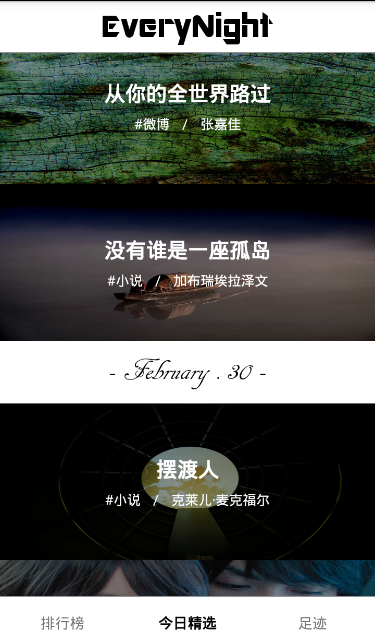 EveryNight
从你的全世界路过
#微博 / 张嘉佳
没有谁是一座孤岛
#小说 / 加布瑞埃拉泽文
- February . 30 -
摆渡人
#小说 / 克莱儿·麦克福尔
排行榜 今日精选 足迹